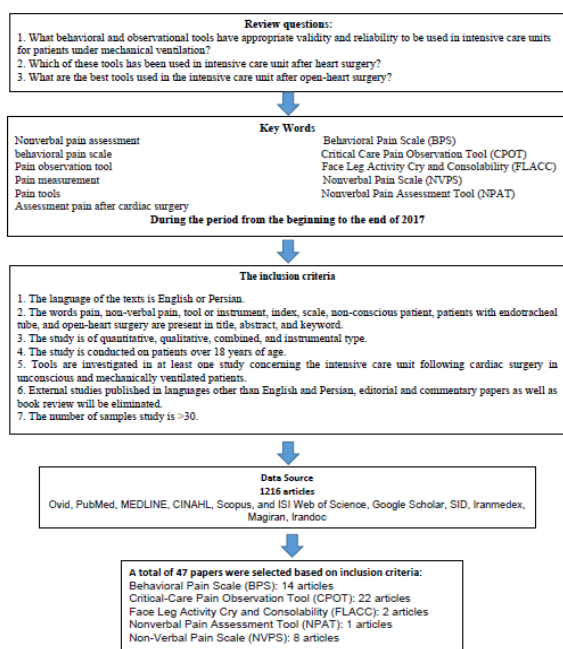 Review questions:
1. What behavioral and observational tools have appropriate validity and reliability to be used in intensive care units
for patients under mechanical ventilation?
2. Which of these tools has been used in intensive care unit after heart surgery?
3. What are the best tools used in the intensive care unit after open-heart surgery?
Key Words
Nonverbal pain assessment
behavioral pain scale
Pain observation tool
Pain measurement
Pain tools
Assessment pain after cardiac surgery
Behavioral Pain Scale (BPS)
Critical Care Pain Observation Tool (CPOT)
Face Leg Activity Cry and Consolability (FLACC)
Nonverbal Pain Scale (NVPS)
Nonverbal Pain Assessment Tool (NPAT)
During the period from the beginning to the end of 2017
The inclusion criteria
1. The language of the texts is English or Persian.
2. The words pain, non-verbal pain, tool or instrument, index, scale, non-conscious patient, patients with endotracheal
tube, and open-heart surgery are present in title, abstract, and keyword.
3. The study is of quantitative, qualitative, combined, and instrumental type.
4. The study is conducted on patients over 18 years of age.
5. Tools are investigated in at least one study concerning the intensive care unit following cardiac surgery in
unconscious and mechanically ventilated patients.
6. External studies published in languages other than English and Persian, editorial and commentary papers as well as
book review will be eliminated.
7. The number of samples study is >30.
Data Source
1216 articles
Ovid, PubMed, MEDLINE, CINAHL, Scopus, and ISI Web of Science, Google Scholar, SID, Iranmedex,
Magiran, Irandoc
A total of 47 papers were selected based on inclusion criteria:
Behavioral Pain Scale (BPS): 14 articles
Critical-Care Pain Observation Tool (CPOT): 22 articles
Face Leg Activity Cry and Consolability (FLACC): 2 articles
Nonverbal Pain Assessment Tool (NPAT): 1 articles
Non-Verbal Pain Scale (NVPS): 8 articles